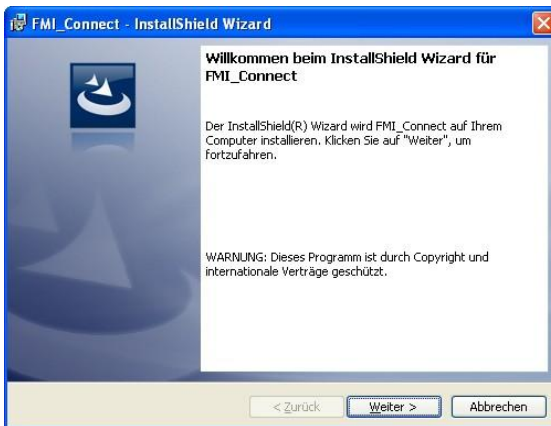 FMI_Connect - InstallShield Wizard
Willkommen beim InstallShield Wizard für
FMI_Connect
Der InstallShield(R) Wizard wird FMI_Connect auf Ihrem
Computer installieren. Klicken Sie auf "Weiter", um
fortzufahren.
WARNUNG: Dieses Programm ist durch Copyright und
internationale Verträge geschützt.
< Zurück Weiter > Abbrechen